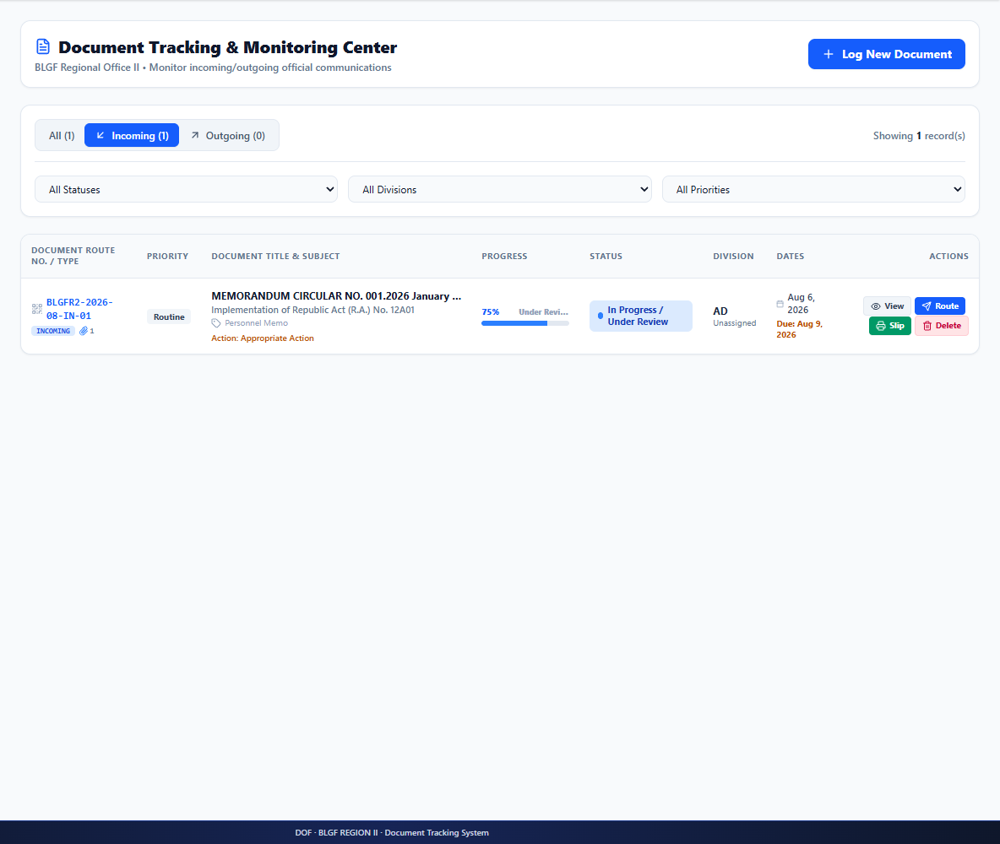 Document Tracking & Monitoring Center
BLGF Regional Office II • Monitor incoming/outgoing official communications
Log New Document
All (1)
Incoming (1)
Outgoing (0)
Showing 1 record(s)
All Statuses
All Divisions
All Priorities
DOCUMENT ROUTE
NO. / TYPE
PRIORITY
DOCUMENT TITLE & SUBJECT
PROGRESS
STATUS
DIVISION
DATES
ACTIONS
BLGFR2-2026-
08-IN-01
INCOMING
1
Routine
MEMORANDUM CIRCULAR NO. 001.2026 January ...
Implementation of Republic Act (R.A.) No. 12A01
Personnel Memo
Action: Appropriate Action
75%
Under Revi...
In Progress /
Under Review
AD
Unassigned
Aug 6,
2026
Due: Aug 9,
2026
View
Route
Slip
Delete
DOF · BLGF REGION II · Document Tracking System